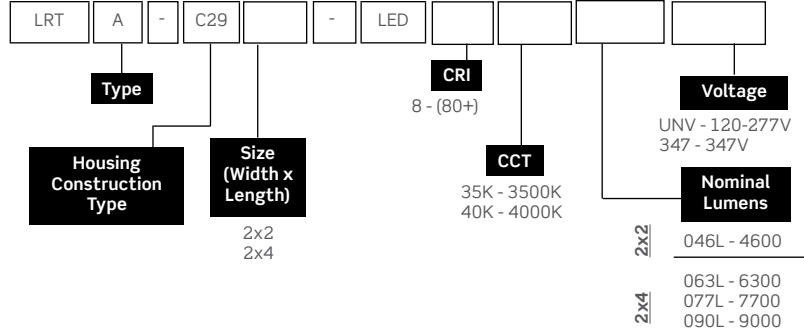 LRT A - C29 - LED
Type
CRI
8 - (80+)
Voltage
UNV - 120-277V
347 - 347V
Housing
Construction
Type
Size
(Width x
Length)
2x2
2x4
CCT
35K - 3500K
40K - 4000K
Nominal
Lumens
2x2
046L - 4600
2x4
063L - 6300
077L - 7700
090L - 9000